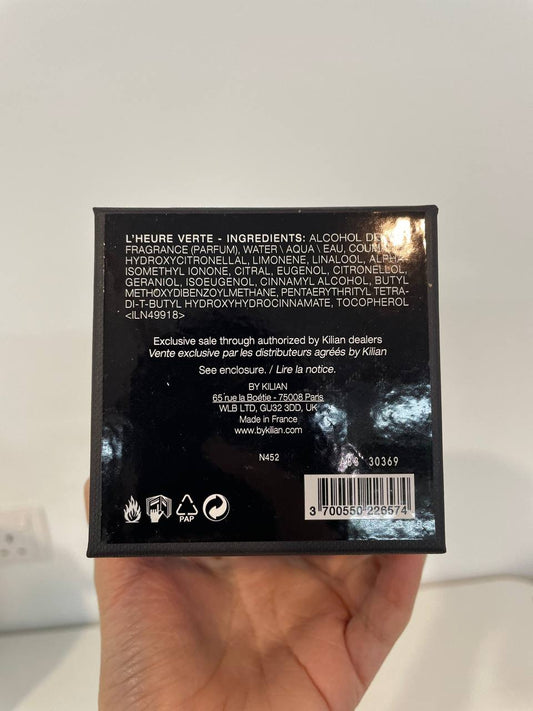 L'HEURE VERTE - INGREDIENTS: ALCOHOL
FRAGRANCE (PARFUM), WATER \ AQUA \ EAU,
HYDROXYCITRONELLAL, LIMONENE, LINALOOL, ALPHA-
ISOMETHYL IONONE, CITRAL, EUGENOL, CITRONELLOL,
GERANIOL, ISOEUGENOL, CINNAMYL ALCOHOL, BUTYL
METHOXYDIBENZOYLMETHANE, PENTAERYTHRITYL TETRA-
DI-T-BUTYL HYDROXYHYDROCINNAMATE, TOCOPHEROL
<ILN49918>
Exclusive sale through authorized by Kilian dealers
Vente exclusive par les distributeurs agréés by Kilian
See enclosure. / Lire la notice.
BY KILIAN
65 rue la Boétie - 75008 Paris
WLB LTD, GU32 3DD, UK
Made in France
www.bykilian.com
N452
30369
PAP
3 700550 226574